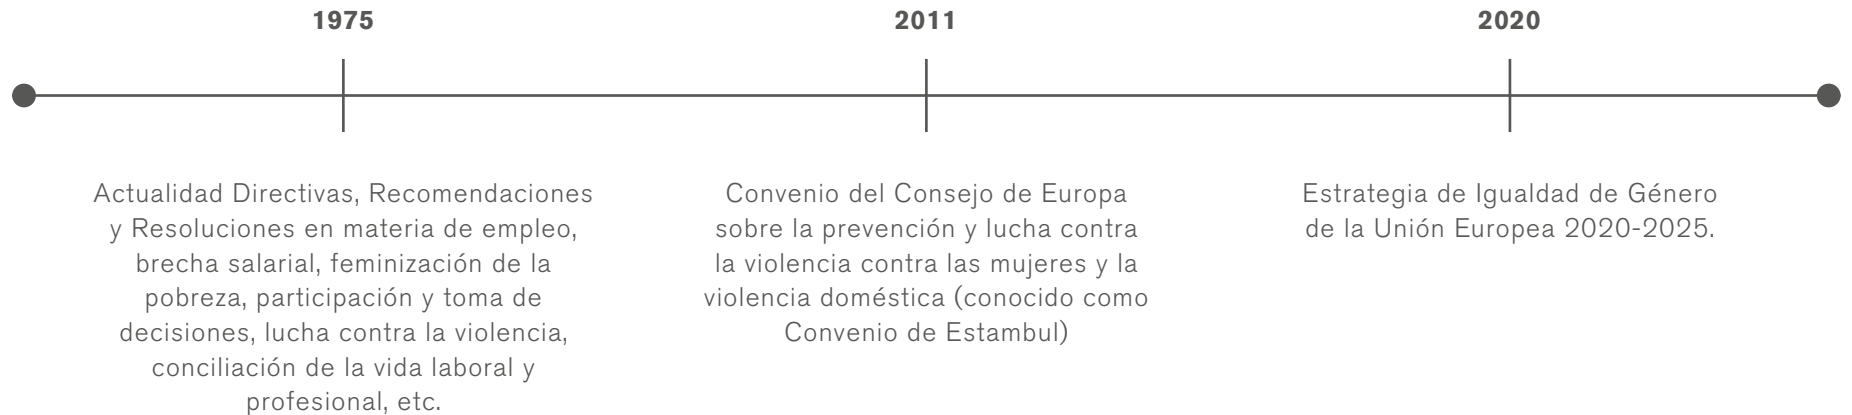 1975
Actualidad Directivas, Recomendaciones
y Resoluciones en materia de empleo,
brecha salarial, feminización de la
pobreza, participación y toma de
decisiones, lucha contra la violencia,
conciliación de la vida laboral y
profesional, etc.
2011
Convenio del Consejo de Europa
sobre la prevención y lucha contra
la violencia contra las mujeres y la
violencia doméstica (conocido como
Convenio de Estambul)
2020
Estrategia de Igualdad de Género
de la Unión Europea 2020-2025.